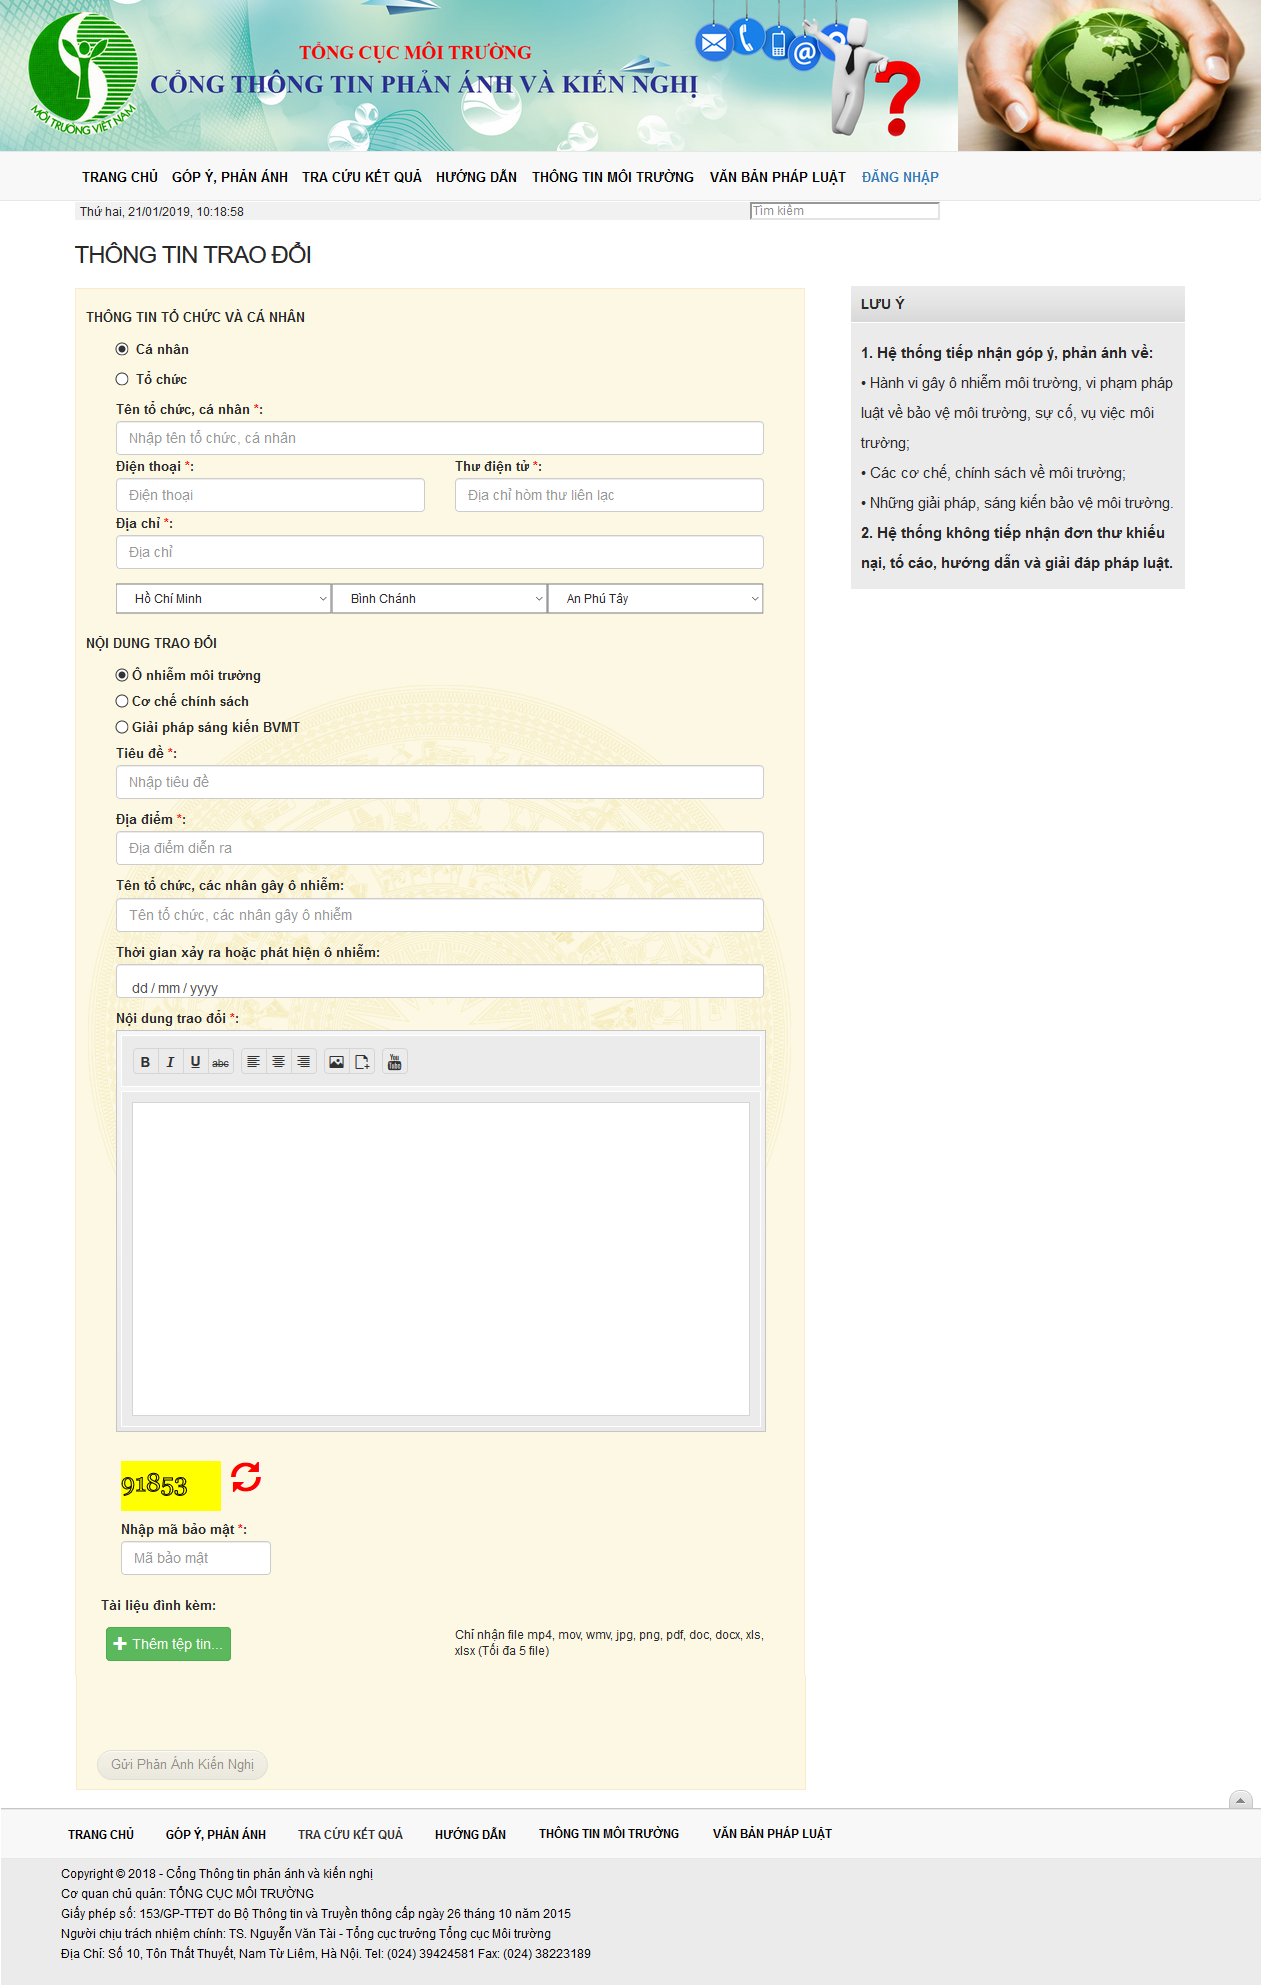 MÔI TRƯỜNG VIỆT NAM
TỔNG CỤC MÔI TRƯỜNG
CỔNG THÔNG TIN PHẢN ÁNH VÀ KIẾN NGHỊ
TRANG CHỦ GÓP Ý, PHẢN ÁNH TRA CỨU KẾT QUẢ HƯỚNG DẪN THÔNG TIN MÔI TRƯỜNG VĂN BẢN PHÁP LUẬT ĐĂNG NHẬP
Thứ hai, 21/01/2019, 10:18:58 Tìm kiếm
THÔNG TIN TRAO ĐỔI
THÔNG TIN TỔ CHỨC VÀ CÁ NHÂN
Cá nhân
Tổ chức
Tên tổ chức, cá nhân *:
Nhập tên tổ chức, cá nhân
Điện thoại *: Thư điện tử *:
Điện thoại Địa chỉ hòm thư liên lạc
Địa chỉ *:
Địa chỉ
Hồ Chí Minh Bình Chánh An Phú Tây
NỘI DUNG TRAO ĐỔI
Ô nhiễm môi trường
Cơ chế chính sách
Giải pháp sáng kiến BVMT
Tiêu đề *:
Nhập tiêu đề
Địa điểm *:
Địa điểm diễn ra
Tên tổ chức, các nhân gây ô nhiễm:
Tên tổ chức, các nhân gây ô nhiễm
Thời gian xảy ra hoặc phát hiện ô nhiễm:
dd / mm / yyyy
Nội dung trao đổi *:
B I U abc You Tube
91853
Nhập mã bảo mật *:
Mã bảo mật
Tài liệu đình kèm:
Thêm tệp tin...
Chỉ nhận file mp4, mov, wmv, jpg, png, pdf, doc, docx, xls,
xlsx (Tối đa 5 file)
Gửi Phản Ánh Kiến Nghị
LƯU Ý
1. Hệ thống tiếp nhận góp ý, phản ánh về:
• Hành vi gây ô nhiễm môi trường, vi phạm pháp
luật về bảo vệ môi trường, sự cố, vụ việc môi
trường;
• Các cơ chế, chính sách về môi trường;
• Những giải pháp, sáng kiến bảo vệ môi trường.
2. Hệ thống không tiếp nhận đơn thư khiếu
nại, tố cáo, hướng dẫn và giải đáp pháp luật.
TRANG CHỦ GÓP Ý, PHẢN ÁNH TRA CỨU KẾT QUẢ HƯỚNG DẪN THÔNG TIN MÔI TRƯỜNG VĂN BẢN PHÁP LUẬT
Copyright © 2018 - Cổng Thông tin phản ánh và kiến nghị
Cơ quan chủ quản: TỔNG CỤC MÔI TRƯỜNG
Giấy phép số: 153/GP-TTĐT do Bộ Thông tin và Truyền thông cấp ngày 26 tháng 10 năm 2015
Người chịu trách nhiệm chính: TS. Nguyễn Văn Tài - Tổng cục trưởng Tổng cục Môi trường
Địa Chỉ: Số 10, Tôn Thất Thuyết, Nam Từ Liêm, Hà Nội. Tel: (024) 39424581 Fax: (024) 38223189